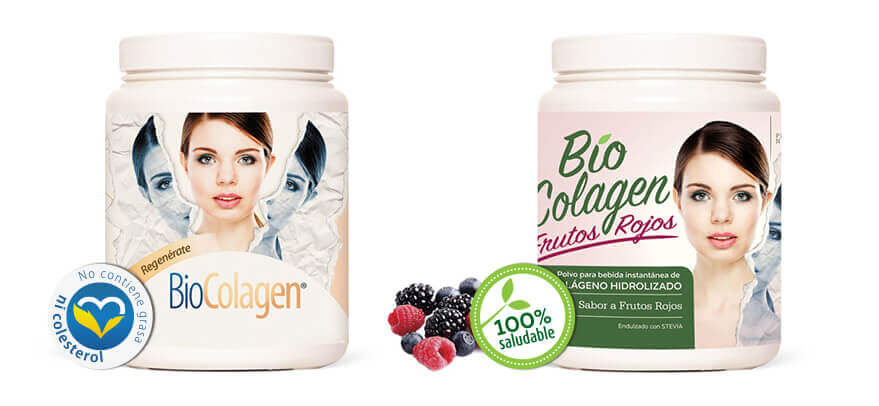 Regenérate
BioColagen®
No contiene grasa
ni colesterol
Bio
Colagen
Frutos Rojos
Polvo para bebida instantánea de
COLÁGENO HIDROLIZADO
Sabor a Frutos Rojos
Endulzado con STEVIA
100%
saludable